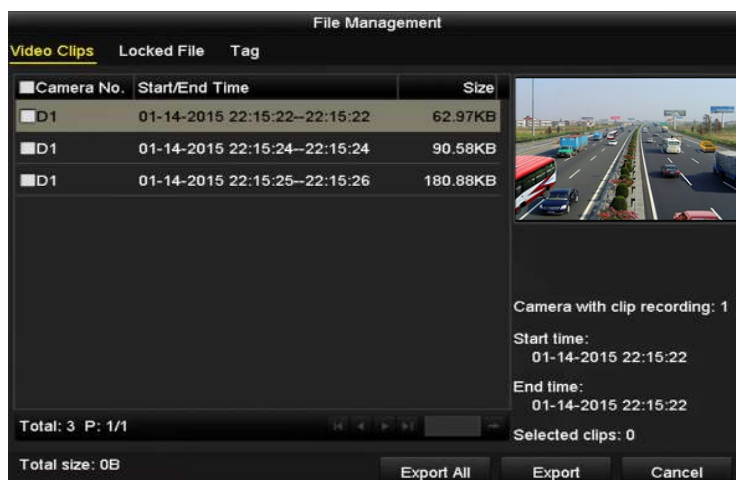 File Management
Video Clips Locked File Tag
Camera No. Start/End Time Size
D1 01-14-2015 22:15:22--22:15:22 62.97KB
D1 01-14-2015 22:15:24--22:15:24 90.58KB
D1 01-14-2015 22:15:25--22:15:26 180.88KB
Camera with clip recording: 1
Start time:
01-14-2015 22:15:22
End time:
01-14-2015 22:15:22
Selected clips: 0
Total: 3 P: 1/1
Total size: 0B
Export All Export Cancel